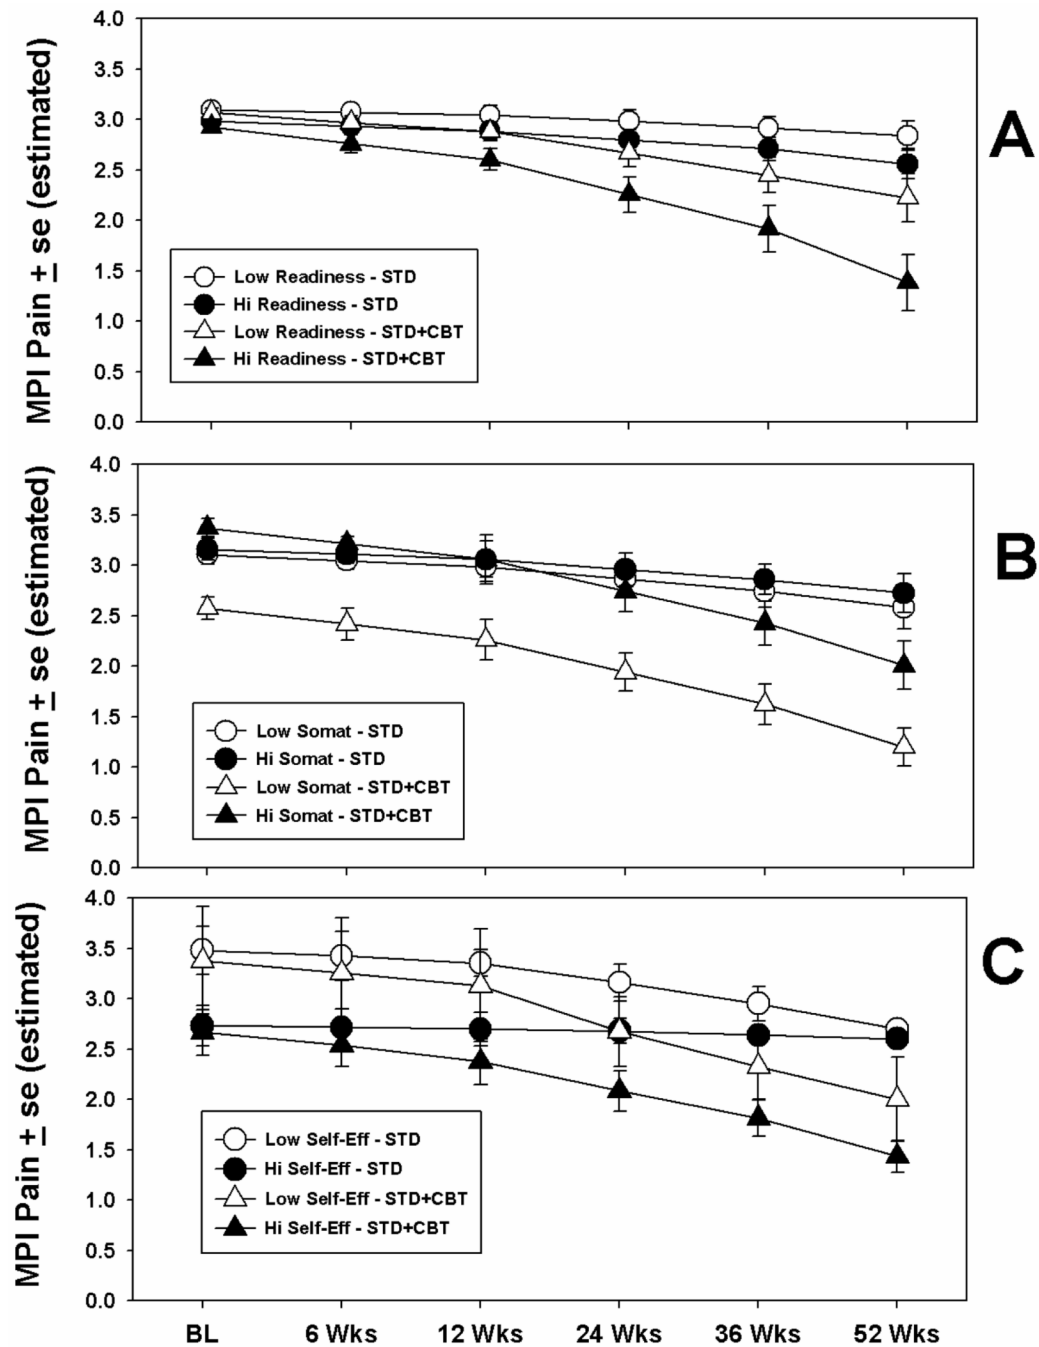 MPI Pain ± se (estimated)
4.0
3.5
3.0
2.5
2.0
1.5
1.0
0.5
0.0
Low Readiness - STD
Hi Readiness - STD
Low Readiness - STD+CBT
Hi Readiness - STD+CBT
A
MPI Pain ± se (estimated)
4.0
3.5
3.0
2.5
2.0
1.5
1.0
0.5
0.0
Low Somat - STD
Hi Somat - STD
Low Somat - STD+CBT
Hi Somat - STD+CBT
B
MPI Pain ± se (estimated)
4.0
3.5
3.0
2.5
2.0
1.5
1.0
0.5
0.0
Low Self-Eff - STD
Hi Self-Eff - STD
Low Self-Eff - STD+CBT
Hi Self-Eff - STD+CBT
C
BL 6 Wks 12 Wks 24 Wks 36 Wks 52 Wks